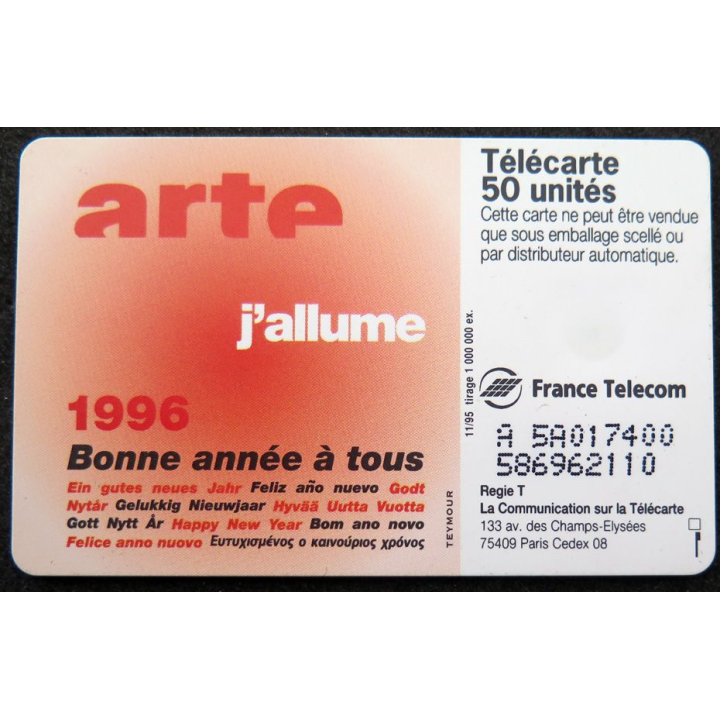 arte
j'allume
1996
Bonne année à tous
Ein gutes neues Jahr Feliz año nuevo Godt
Nytår Gelukkig Nieuwjaar Hyvää Uutta Vuotta
Gott Nytt År Happy New Year Bom ano novo
Felice anno nuovo Ευτυχισμένος ο καινούριος χρόνος
TEYMOUR
11/95 tirage 1 000 000 ex.
Télécarte
50 unités
Cette carte ne peut être vendue
que sous emballage scellé ou
par distributeur automatique.
France Telecom
A 5A017400
586962110
Regie T
La Communication sur la Télécarte
133 av. des Champs-Elysées
75409 Paris Cedex 08